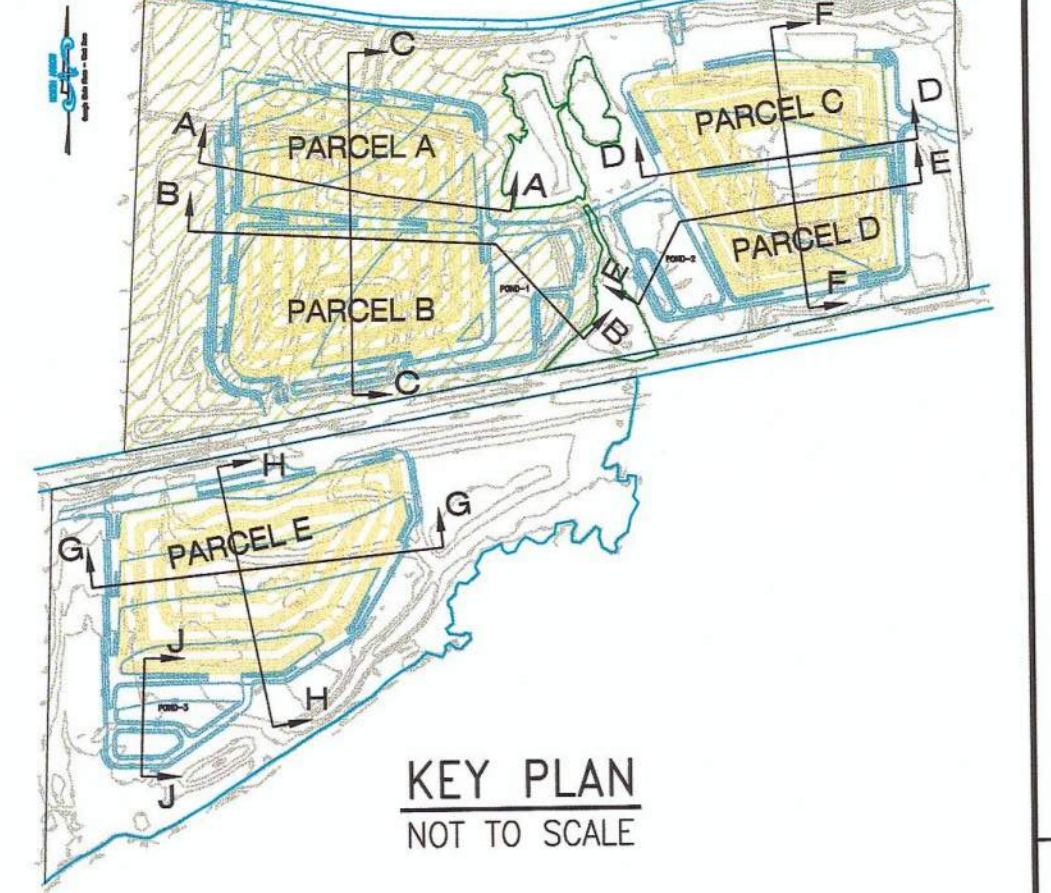 F
C
PARCEL C
D
A
PARCEL A
D
E
B
A
PARCEL D
E
POND-2
POND-1
F
PARCEL B
B
C
H
G
PARCEL E
G
J
H
POND-3
J
KEY PLAN
NOT TO SCALE